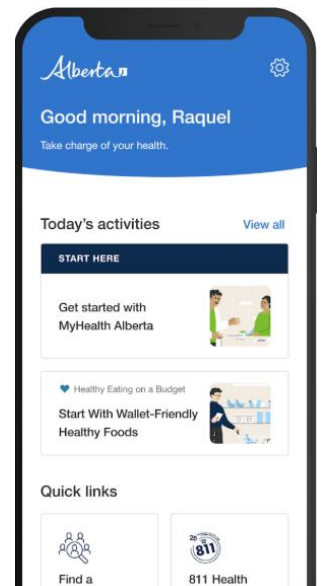 Alberta
Good morning, Raquel
Take charge of your health.
Today's activities
View all
START HERE
Get started with
MyHealth Alberta
Healthy Eating on a Budget
Start With Wallet-Friendly
Healthy Foods
Quick links
811
Find a
811 Health